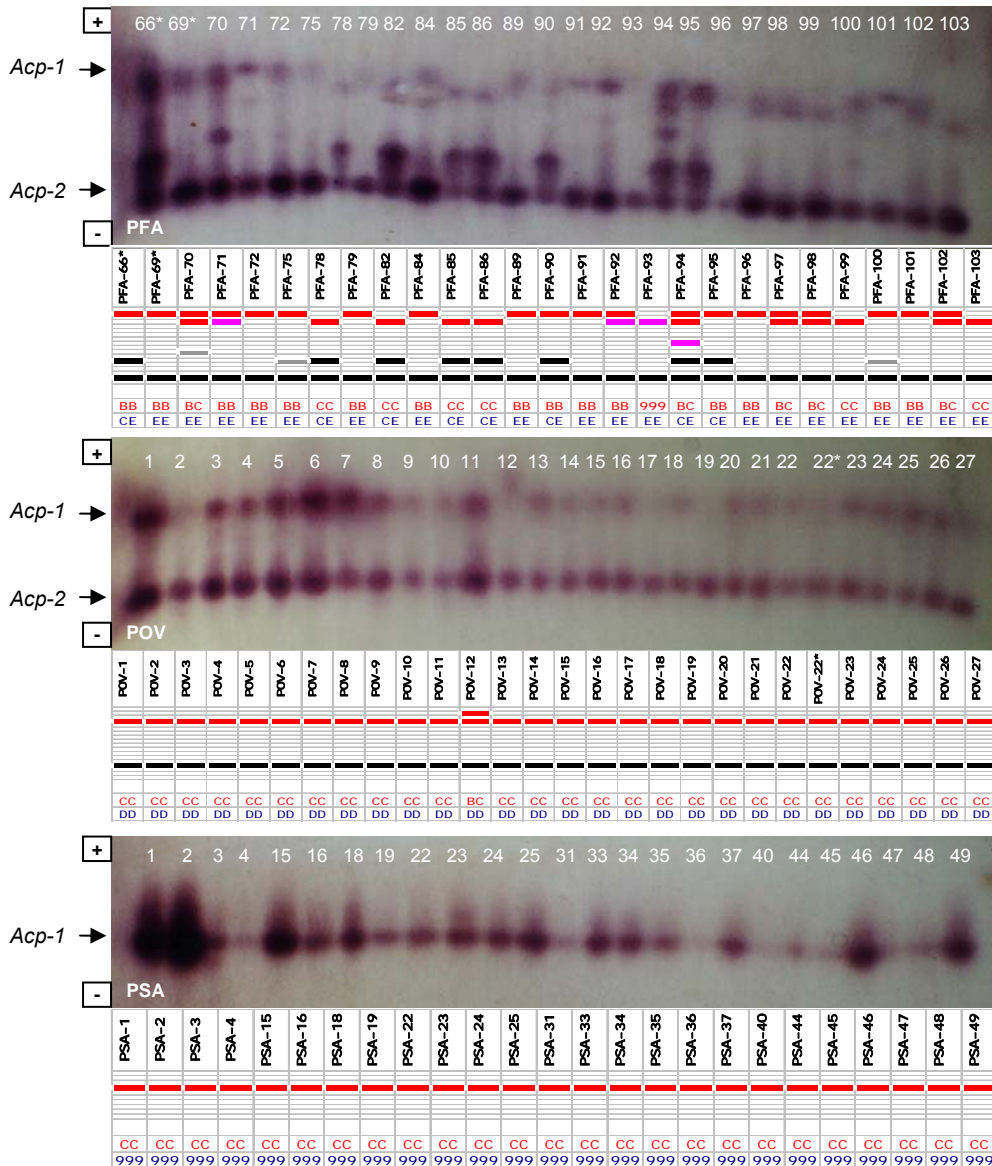 + 66* 69* 70 71 72 75 78 79 82 84 85 86 89 90 91 92 93 94 95 96 97 98 99 100 101 102 103
Acp-1
Acp-2
- PFA
PFA-66* PFA-69* PFA-70 PFA-71 PFA-72 PFA-75 PFA-78 PFA-79 PFA-82 PFA-84 PFA-85 PFA-86 PFA-89 PFA-90 PFA-91 PFA-92 PFA-93 PFA-94 PFA-95 PFA-96 PFA-97 PFA-98 PFA-99 PFA-100 PFA-101 PFA-102 PFA-103
BB BB BC BB BB BB CC BB CC BB CC CC BB BB BB BB 999 BC BB BB BC BC CC BB BB BC CC
CE EE EE EE EE EE CE EE CE EE CE CE EE CE EE EE EE CE CE EE EE EE EE EE EE EE EE
+ 1 2 3 4 5 6 7 8 9 10 11 12 13 14 15 16 17 18 19 20 21 22 22* 23 24 25 26 27
Acp-1
Acp-2
- POV
POV-1 POV-2 POV-3 POV-4 POV-5 POV-6 POV-7 POV-8 POV-9 POV-10 POV-11 POV-12 POV-13 POV-14 POV-15 POV-16 POV-17 POV-18 POV-19 POV-20 POV-21 POV-22 POV-22* POV-23 POV-24 POV-25 POV-26 POV-27
CC CC CC CC CC CC CC CC CC CC CC BC CC CC CC CC CC CC CC CC CC CC CC CC CC CC CC CC
DD DD DD DD DD DD DD DD DD DD DD DD DD DD DD DD DD DD DD DD DD DD DD DD DD DD DD DD
+ 1 2 3 4 15 16 18 19 22 23 24 25 31 33 34 35 36 37 40 44 45 46 47 48 49
Acp-1
- PSA
PSA-1 PSA-2 PSA-3 PSA-4 PSA-15 PSA-16 PSA-18 PSA-19 PSA-22 PSA-23 PSA-24 PSA-25 PSA-31 PSA-33 PSA-34 PSA-35 PSA-36 PSA-37 PSA-40 PSA-44 PSA-45 PSA-46 PSA-47 PSA-48 PSA-49
CC CC CC CC CC CC CC CC CC CC CC CC CC CC CC CC CC CC CC CC CC CC CC CC CC
999 999 999 999 999 999 999 999 999 999 999 999 999 999 999 999 999 999 999 999 999 999 999 999 999